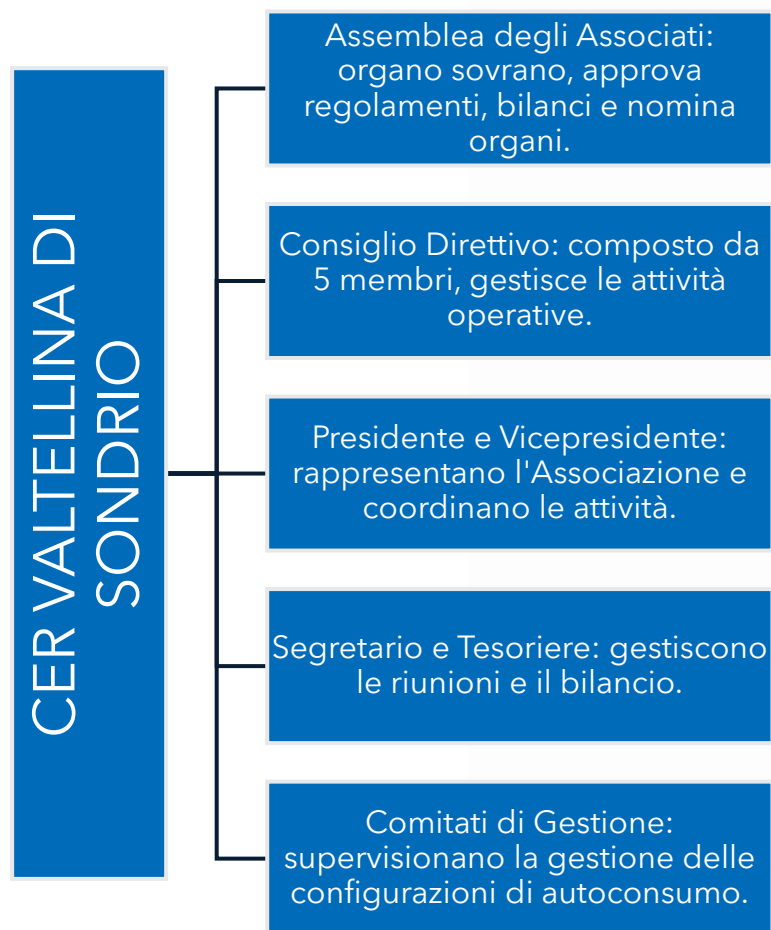 CER VALTELLINA DI
SONDRIO
Assemblea degli Associati:
organo sovrano, approva
regolamenti, bilanci e nomina
organi.
Consiglio Direttivo: composto da
5 membri, gestisce le attività
operative.
Presidente e Vicepresidente:
rappresentano l'Associazione e
coordinano le attività.
Segretario e Tesoriere: gestiscono
le riunioni e il bilancio.
Comitati di Gestione:
supervisionano la gestione delle
configurazioni di autoconsumo.